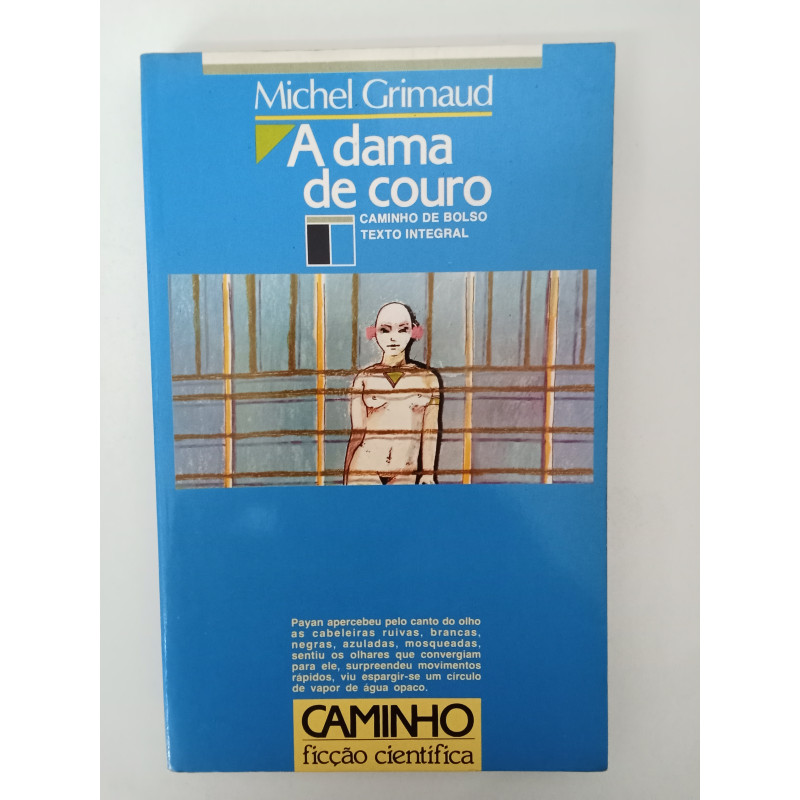 Michel Grimaud
A dama
de couro
CAMINHO DE BOLSO
TEXTO INTEGRAL
Payan apercebeu pelo canto do olho
as cabeleiras ruivas, brancas,
negras, azuladas, mosqueadas,
sentiu os olhares que convergiam
para ele, surpreendeu movimentos
rápidos, viu espargir-se um círculo
de vapor de água opaco.
CAMINHO
ficção científica